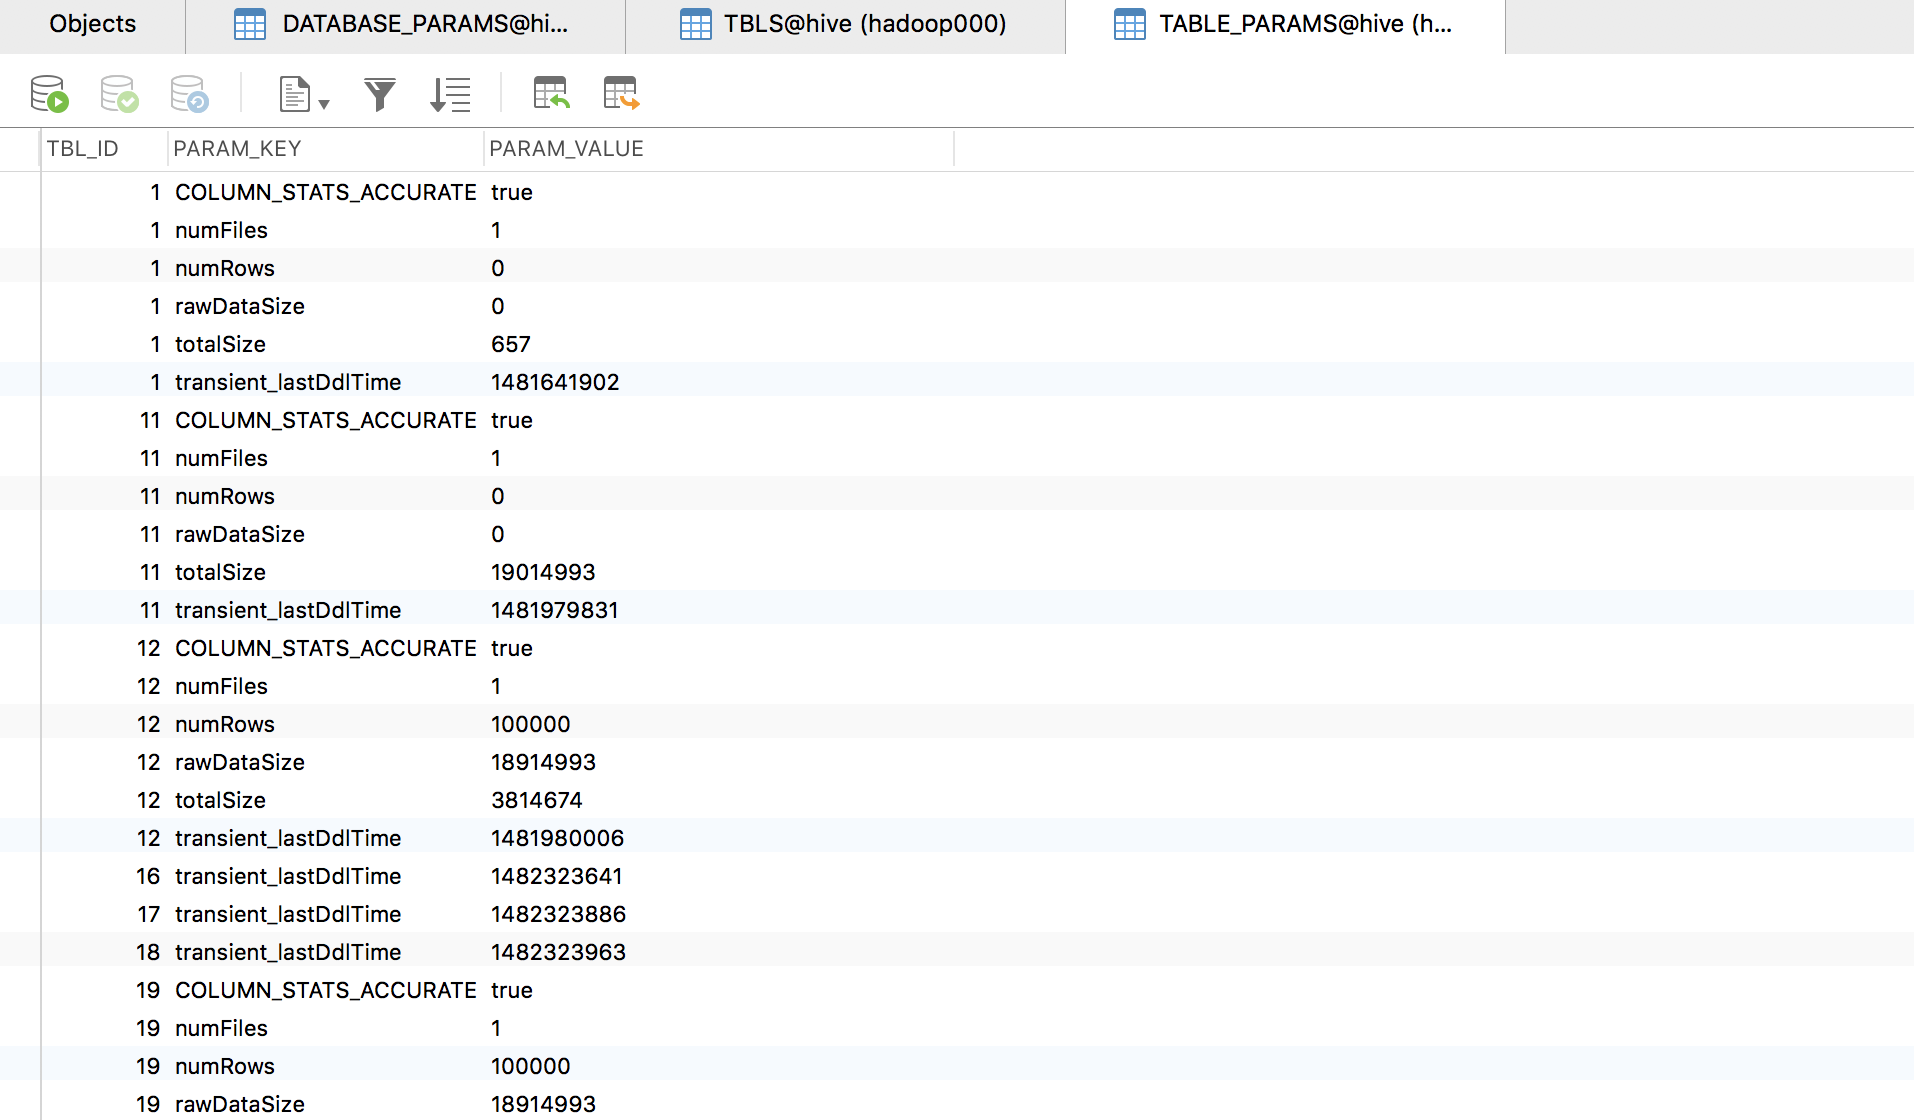 Objects DATABASE_PARAMS@hi... TBLS@hive (hadoop000) TABLE_PARAMS@hive (h...
TBL_ID PARAM_KEY PARAM_VALUE
1 COLUMN_STATS_ACCURATE true
1 numFiles 1
1 numRows 0
1 rawDataSize 0
1 totalSize 657
1 transient_lastDdlTime 1481641902
11 COLUMN_STATS_ACCURATE true
11 numFiles 1
11 numRows 0
11 rawDataSize 0
11 totalSize 19014993
11 transient_lastDdlTime 1481979831
12 COLUMN_STATS_ACCURATE true
12 numFiles 1
12 numRows 100000
12 rawDataSize 18914993
12 totalSize 3814674
12 transient_lastDdlTime 1481980006
16 transient_lastDdlTime 1482323641
17 transient_lastDdlTime 1482323886
18 transient_lastDdlTime 1482323963
19 COLUMN_STATS_ACCURATE true
19 numFiles 1
19 numRows 100000
19 rawDataSize 18914993